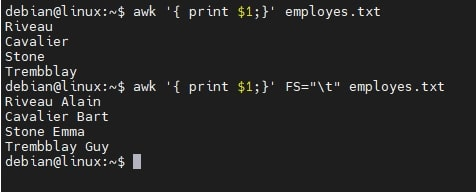 debian@linux:~$ awk '{ print $1;}' employes.txt
Riveau
Cavalier
Stone
Trembblay
debian@linux:~$ awk '{ print $1;}' FS="\t" employes.txt
Riveau Alain
Cavalier Bart
Stone Emma
Trembblay Guy
debian@linux:~$